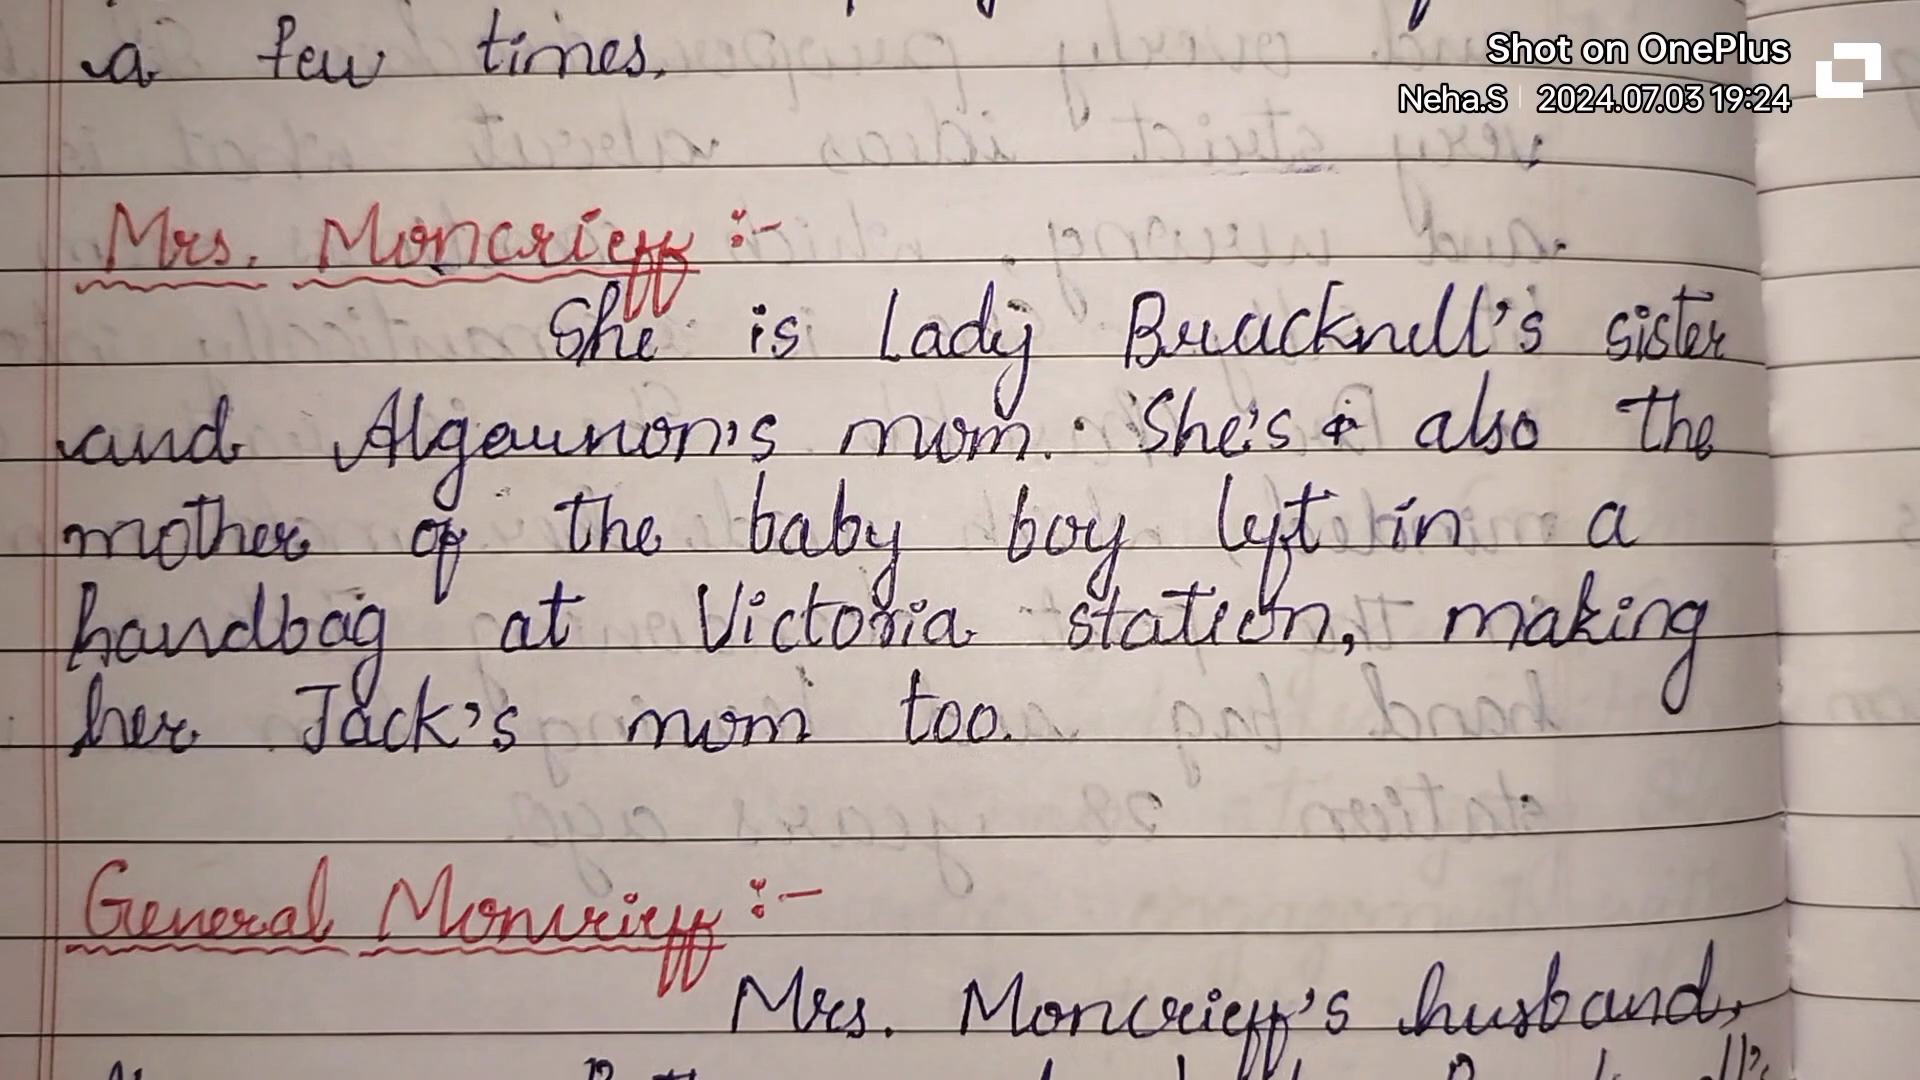 a few times.
Shot on OnePlus
Neha.S 2024.07.03 19:24
Mrs. Moncrieff :-
She is Lady Bracknell's sister
and Algeunon's mom. She's also the
mother of the baby boy left in a
handbag at Victoria station, making
her Jack's mom too.
General Moncrieff :-
Mrs. Moncrieff's husband,